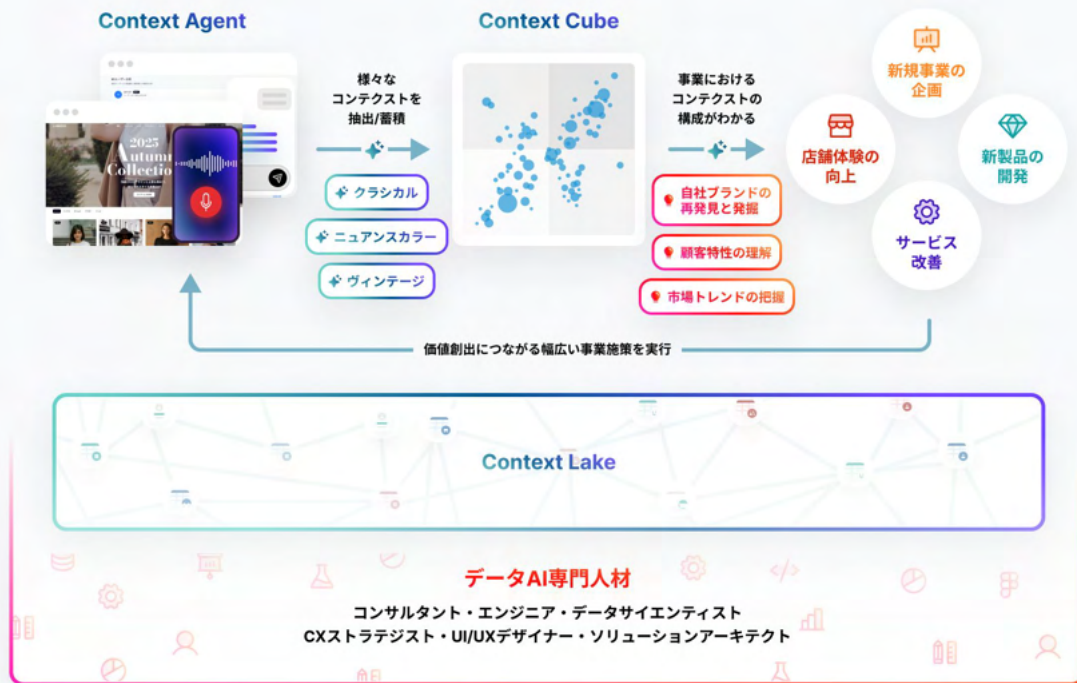 Context Agent
Context Cube
様々な
コンテクストを
抽出/蓄積
事業における
コンテクストの
構成がわかる
新規事業の
企画
店舗体験の
向上
新製品の
開発
サービス
改善
2025
Autumn
Collection
クラシカル
ニュアンスカラー
ヴィンテージ
自社ブランドの
再発見と発掘
顧客特性の理解
市場トレンドの把握
価値創出につながる幅広い事業施策を実行
Context Lake
データAI専門人材
コンサルタント・エンジニア・データサイエンティスト
CXストラテジスト・UI/UXデザイナー・ソリューションアーキテクト